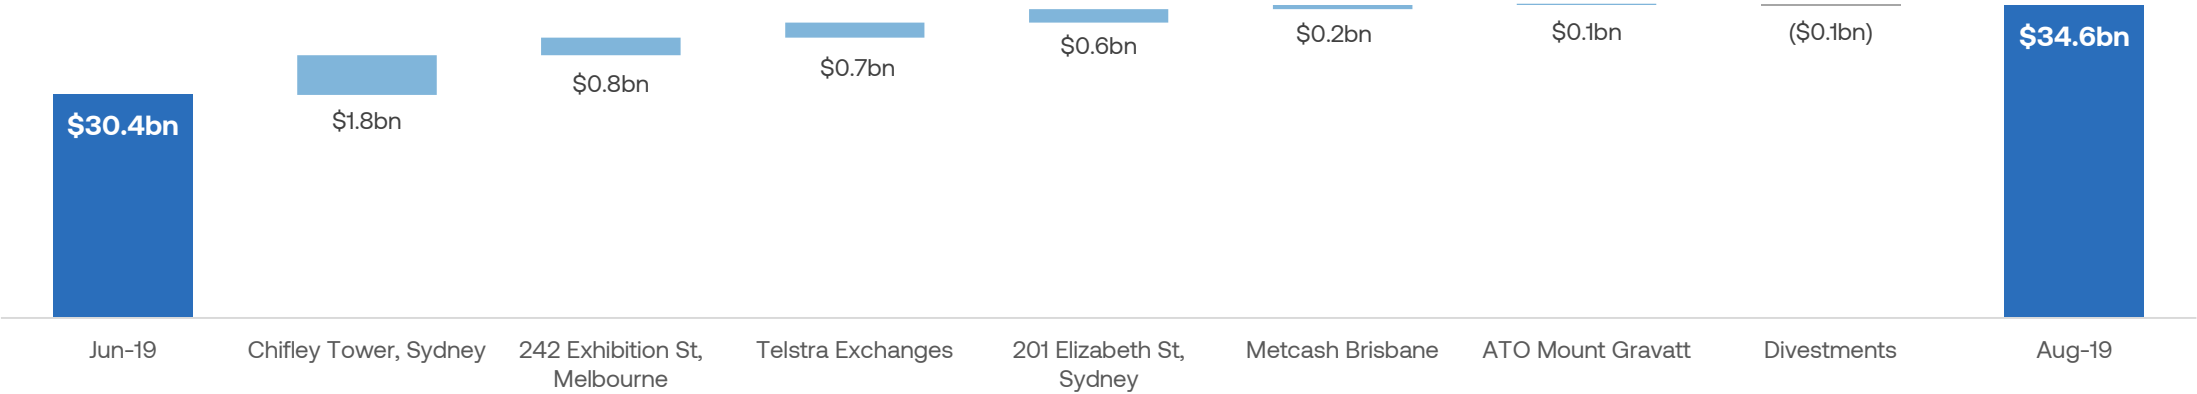 $30.4bn
$1.8bn
$0.8bn
$0.7bn
$0.6bn
$0.2bn
$0.1bn
($0.1bn)
$34.6bn
Jun-19
Chifley Tower, Sydney
242 Exhibition St,
Melbourne
Telstra Exchanges
201 Elizabeth St,
Sydney
Metcash Brisbane
ATO Mount Gravatt
Divestments
Aug-19